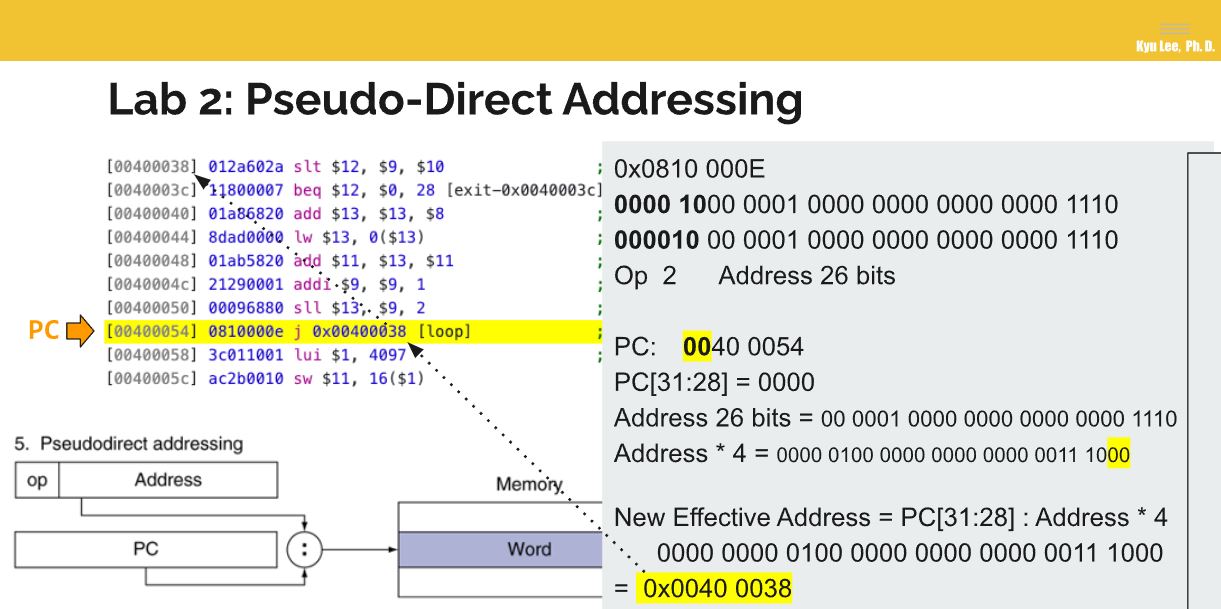 Kyu Lee, Ph. D.
Lab 2: Pseudo-Direct Addressing
[00400038] 012a602a slt $12, $9, $10 ;
[0040003c] 11800007 beq $12, $0, 28 [exit-0x0040003c] ;
[00400040] 01a86820 add $13, $13, $8 ;
[00400044] 8dad0000 lw $13, 0($13) ;
[00400048] 01ab5820 add $11, $13, $11 ;
[0040004c] 21290001 addi $9, $9, 1 ;
[00400050] 00096880 sll $13, $9, 2 ;
PC
[00400054] 0810000e j 0x00400038 [loop] ;
[00400058] 3c011001 lui $1, 4097 ;
[0040005c] ac2b0010 sw $11, 16($1)
5. Pseudodirect addressing
op Address
PC
:
Memory
Word
0x0810 000E
0000 1000 0001 0000 0000 0000 0000 1110
000010 00 0001 0000 0000 0000 0000 1110
Op 2 Address 26 bits
PC: 0040 0054
PC[31:28] = 0000
Address 26 bits = 00 0001 0000 0000 0000 0000 1110
Address * 4 = 0000 0100 0000 0000 0000 0011 1000
New Effective Address = PC[31:28] : Address * 4
0000 0000 0100 0000 0000 0000 0011 1000
= 0x0040 0038